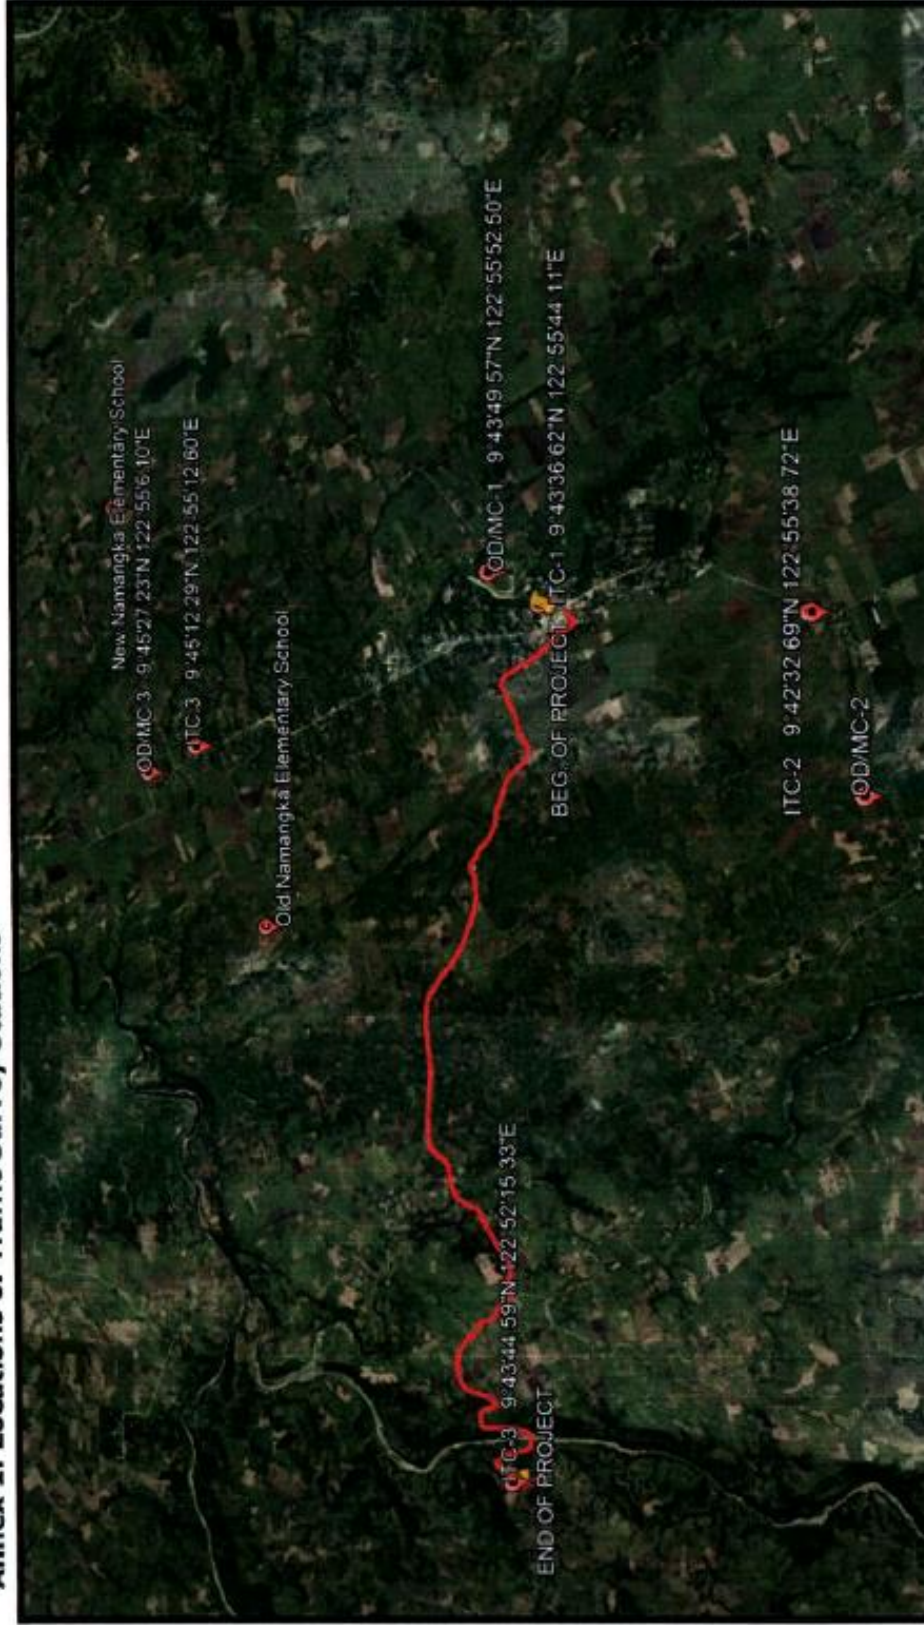 New Namangka Elementary School
OD/MC-3 9°45'27.23"N 122°55'6.10"E
ITC-3 9°45'12.29"N 122°55'12.60"E
Old Namangka Elementary School
OD/MC-1 9°43'49.57"N 122°55'52.50"E
ITC-1 9°43'36.62"N 122°55'44.11"E
BEG. OF PROJECT
ITC-3 9°43'44.59"N 122°52'15.33"E
END OF PROJECT
ITC-2 9°42'32.69"N 122°55'38.72"E
OD/MC-2